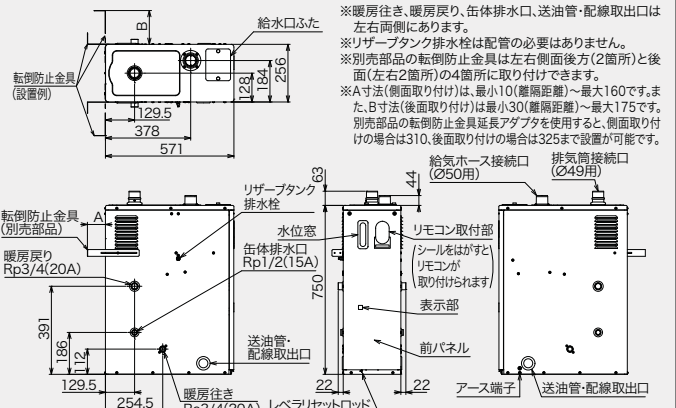 B
給水口ふた
転倒防止金具
(設置例)
128
184
256
129.5
378
571
※暖房往き、暖房戻り、缶体排水口、送油管・配線取出口は
左右両側にあります。
※リザーブタンク排水栓は配管の必要はありません。
※別売部品の転倒防止金具は左右側面後方(2箇所)と後
面(左右2箇所)の4箇所に取り付けできます。
※A寸法(側面取付け)は、最小10(離隔距離)～最大160です。ま
た、B寸法(後面取付け)は最小30(離隔距離)～最大175です。
別売部品の転倒防止金具延長アダプタを使用すると、側面取り付
けの場合は310、後面取付けの場合は325まで設置が可能です。
63
44
給気ホース接続口
(Ø50用)
排気筒接続口
(Ø49用)
リザーブタンク
排水栓
転倒防止金具
(別売部品)
A
水位窓
リモコン取付部
(シールをはがすと
リモコンが
取り付けられます)
暖房戻り
Rp3/4(20A)
缶体排水口
Rp1/2(15A)
750
表示部
391
186
112
送油管・
配線取出口
前パネル
129.5
254.5
暖房往き
Rp3/4(20A)
レベラリセットロッド
22
22
アース端子
送油管・配線取出口